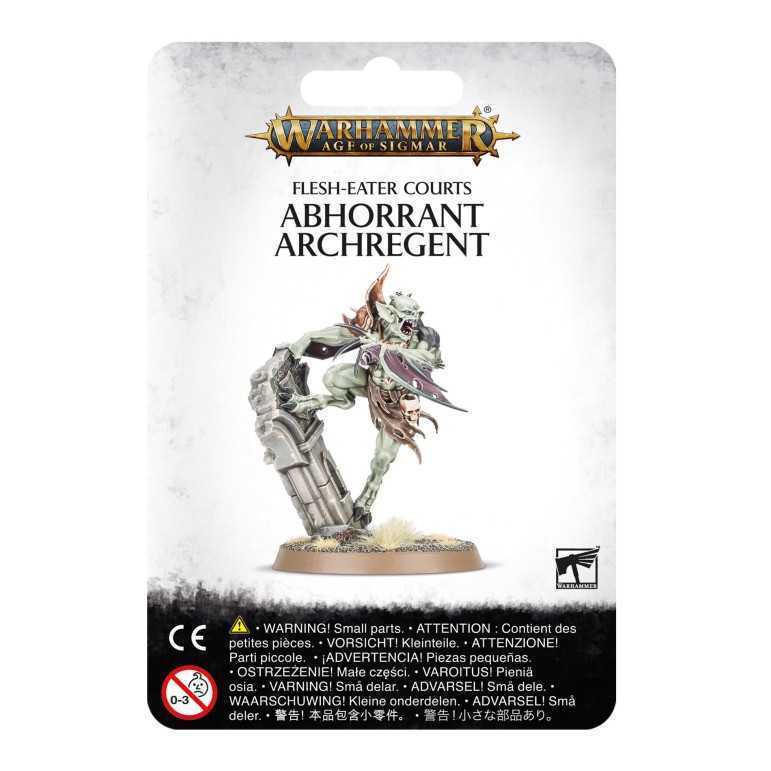 WARHAMMER®
AGE OF SIGMAR
FLESH-EATER COURTS
ABHORRANT
ARCHREGENT
WARHAMMER™
CE
0-3
• WARNING! Small parts. • ATTENTION : Contient des
petites pièces. • VORSICHT! Kleinteile. • ATTENZIONE!
Parti piccole. • ¡ADVERTENCIA! Piezas pequeñas.
• OSTRZEŻENIE! Małe części. • VAROITUS! Pieniä
osia. • VARNING! Små delar. • ADVARSEL! Små dele. •
WAARSCHUWING! Kleine onderdelen. • ADVARSEL! Små
deler. • 警告! 本品包含小零件。 • 警告!小さな部品あり。